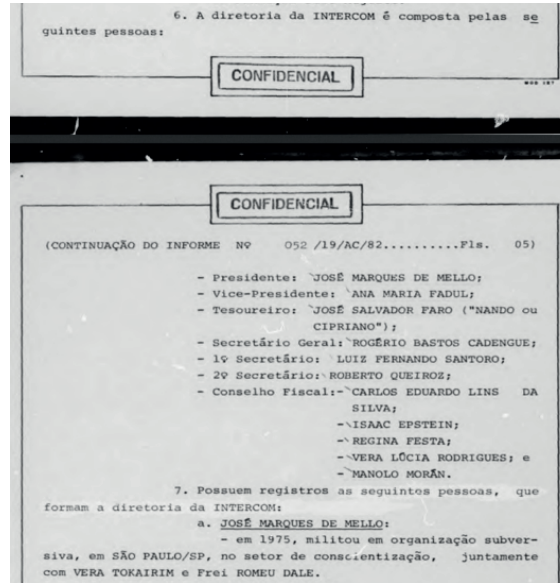 6. A diretoria da INTERCOM é composta pelas se
guintes pessoas:
CONFIDENCIAL
CONFIDENCIAL
(CONTINUAÇÃO DO INFORME Nº 052 /19/AC/82..........Fls. 05)
- Presidente: JOSÉ MARQUES DE MELLO;
- Vice-Presidente: ANA MARIA FADUL;
- Tesoureiro: JOSÉ SALVADOR FARO ("NANDO ou
CIPRIANO");
- Secretário Geral: ROGÉRIO BASTOS CADENGUE;
- 1º Secretário: LUIZ FERNANDO SANTORO;
- 2º Secretário: ROBERTO QUEIROZ;
- Conselho Fiscal:- CARLOS EDUARDO LINS DA
SILVA;
- ISAAC EPSTEIN;
- REGINA FESTA;
- VERA LÚCIA RODRIGUES; e
- MANOLO MORÁN.
7. Possuem registros as seguintes pessoas, que
formam a diretoria da INTERCOM:
a. JOSÉ MARQUES DE MELLO:
- em 1975, militou em organização subver-
siva, em SÃO PAULO/SP, no setor de conscientização, juntamente
com VERA TOKAIRIM e Frei ROMEU DALE.